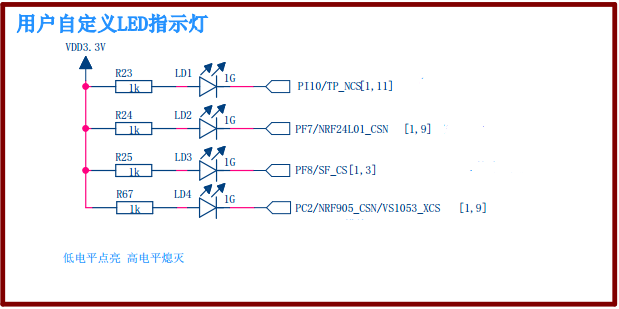 用户自定义LED指示灯
VDD3.3V
R23 LD1
1k 1G PI10/TP_NCS[1,11]
R24 LD2
1k 1G PF7/NRF24L01_CSN [1,9]
R25 LD3
1k 1G PF8/SF_CS[1,3]
R67 LD4
1k 1G PC2/NRF905_CSN/VS1053_XCS [1,9]
低电平点亮 高电平熄灭